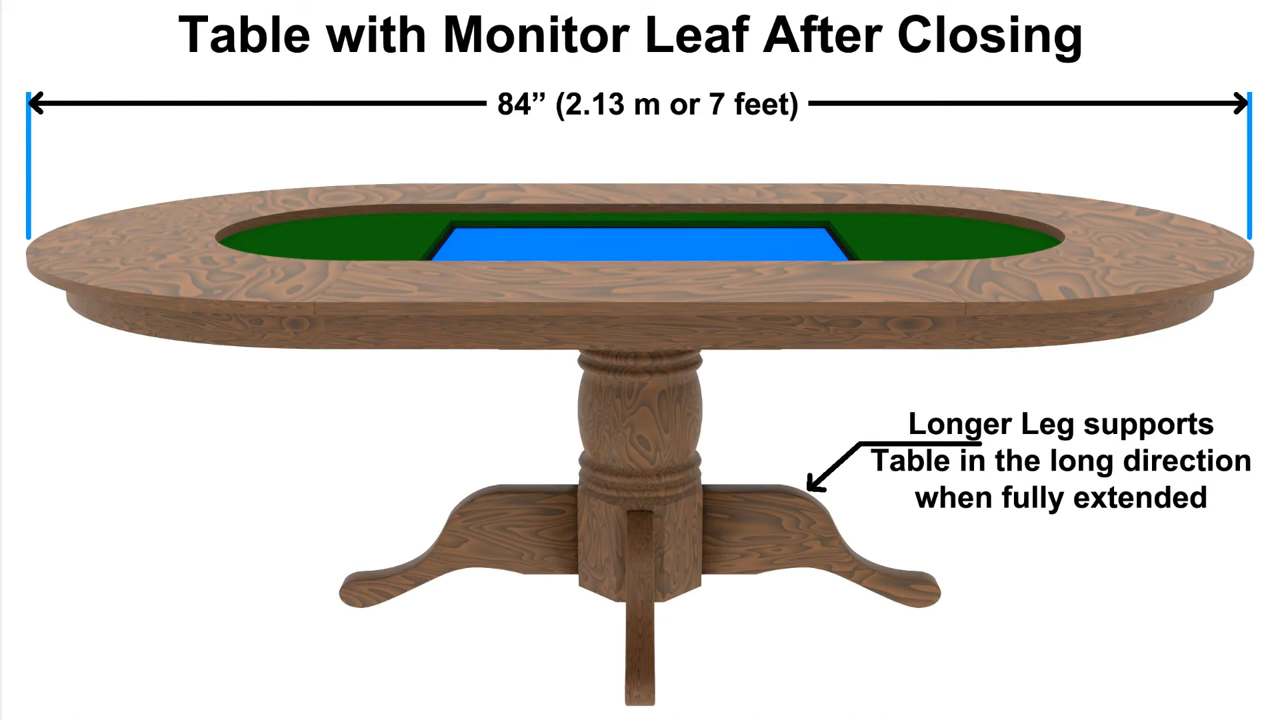 Table with Monitor Leaf After Closing
84” (2.13 m or 7 feet)
Longer Leg supports
Table in the long direction
when fully extended